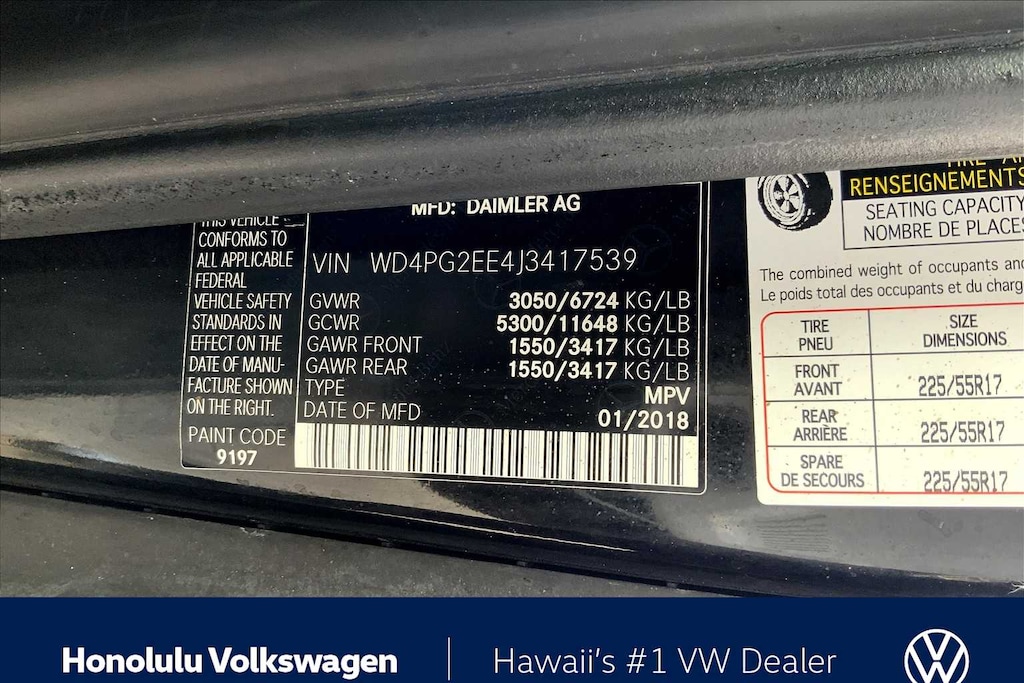 MFD: DAIMLER AG
THIS VEHICLE
CONFORMS TO
ALL APPLICABLE
FEDERAL
VEHICLE SAFETY
STANDARDS IN
EFFECT ON THE
DATE OF MANU-
FACTURE SHOWN
ON THE RIGHT.
PAINT CODE
9197
VIN WD4PG2EE4J3417539
GVWR 3050/6724 KG/LB
GCWR 5300/11648 KG/LB
GAWR FRONT 1550/3417 KG/LB
GAWR REAR 1550/3417 KG/LB
TYPE MPV
DATE OF MFD 01/2018
RENSEIGNEMENTS
SEATING CAPACITY
NOMBRE DE PLACES
The combined weight of occupants and
Le poids total des occupants et du charg
TIRE
PNEU
SIZE
DIMENSIONS
FRONT
AVANT
225/55R17
REAR
ARRIÈRE
225/55R17
SPARE
DE SECOURS
225/55R17
Honolulu Volkswagen
Hawaii's #1 VW Dealer